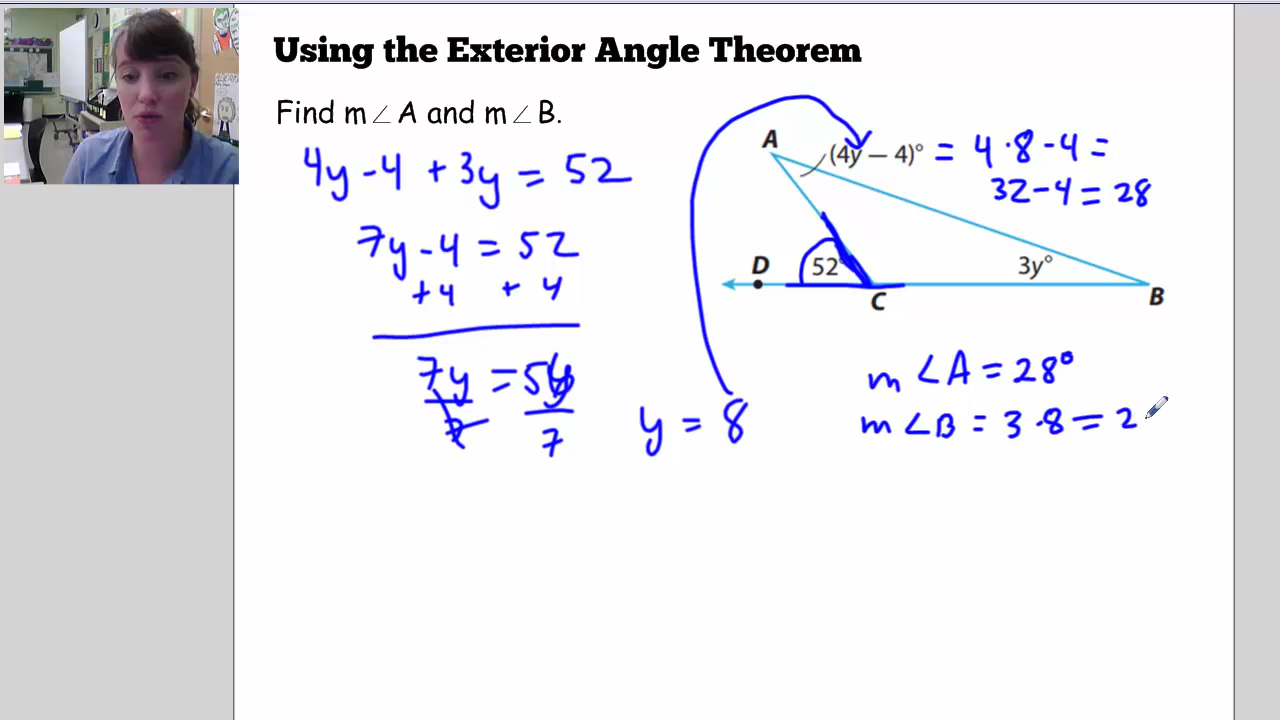 Using the Exterior Angle Theorem
Find m∠A and m∠B.
4y - 4 + 3y = 52
7y - 4 = 52
+4 + 4
7y = 56
7 7
y = 8
A
(4y – 4)° = 4 · 8 - 4 =
32 - 4 = 28
D
52°
3y°
C
B
m ∠A = 28°
m ∠B = 3 · 8 = 2